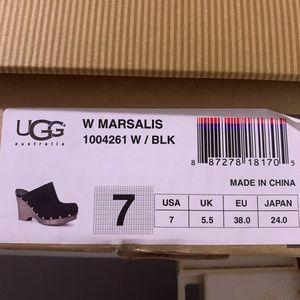 UGG
australia
W MARSALIS
1004261 W / BLK
8 87278 18170 5
MADE IN CHINA
7
USA UK EU JAPAN
7 5.5 38.0 24.0